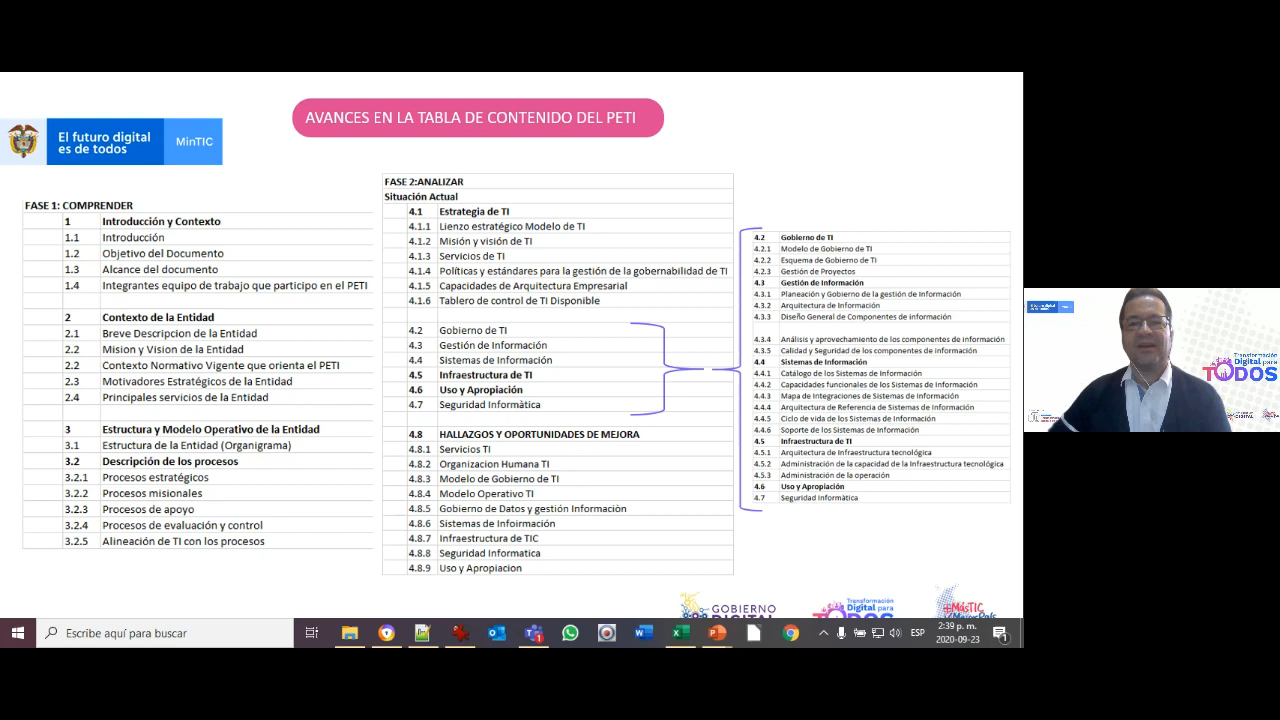 AVANCES EN LA TABLA DE CONTENIDO DEL PETI
El futuro digital
es de todos
MinTIC
FASE 1: COMPRENDER
1 Introducción y Contexto
1.1 Introducción
1.2 Objetivo del Documento
1.3 Alcance del documento
1.4 Integrantes equipo de trabajo que participo en el PETI
2 Contexto de la Entidad
2.1 Breve Descripcion de la Entidad
2.2 Mision y Vision de la Entidad
2.2 Contexto Normativo Vigente que orienta el PETI
2.3 Motivadores Estratégicos de la Entidad
2.4 Principales servicios de la Entidad
3 Estructura y Modelo Operativo de la Entidad
3.1 Estructura de la Entidad (Organigrama)
3.2 Descripción de los procesos
3.2.1 Procesos estratégicos
3.2.2 Procesos misionales
3.2.3 Procesos de apoyo
3.2.4 Procesos de evaluación y control
3.2.5 Alineación de TI con los procesos
FASE 2:ANALIZAR
Situación Actual
4.1 Estrategia de TI
4.1.1 Lienzo estratégico Modelo de TI
4.1.2 Misión y visión de TI
4.1.3 Servicios de TI
4.1.4 Políticas y estándares para la gestión de la gobernabilidad de TI
4.1.5 Capacidades de Arquitectura Empresarial
4.1.6 Tablero de control de TI Disponible
4.2 Gobierno de TI
4.3 Gestión de Información
4.4 Sistemas de Información
4.5 Infraestructura de TI
4.6 Uso y Apropiación
4.7 Seguridad Informàtica
4.8 HALLAZGOS Y OPORTUNIDADES DE MEJORA
4.8.1 Servicios TI
4.8.2 Organizacion Humana TI
4.8.3 Modelo de Gobierno de TI
4.8.4 Modelo Operativo TI
4.8.5 Gobierno de Datos y gestión Informaciòn
4.8.6 Sistemas de Infoirmación
4.8.7 Infraestructura de TIC
4.8.8 Seguridad Informatica
4.8.9 Uso y Apropiacion
4.2 Gobierno de TI
4.2.1 Modelo de Gobierno de TI
4.2.2 Esquema de Gobierno de TI
4.2.3 Gestión de Proyectos
4.3 Gestión de Información
4.3.1 Planeación y Gobierno de la gestión de Información
4.3.2 Arquitectura de Información
4.3.3 Diseño General de Componentes de información
4.3.4 Análisis y aprovechamiento de los componentes de información
4.3.5 Calidad y Seguridad de los componentes de información
4.4 Sistemas de Información
4.4.1 Catálogo de los Sistemas de Información
4.4.2 Capacidades funcionales de los Sistemas de Información
4.4.3 Mapa de Integraciones de Sistemas de Información
4.4.4 Arquitectura de Referencia de Sistemas de Información
4.4.5 Ciclo de vida de los Sistemas de Información
4.4.6 Soporte de los Sistemas de Información
4.5 Infraestructura de TI
4.5.1 Arquitectura de Infraestructura tecnológica
4.5.2 Administración de la capacidad de la Infraestructura tecnológica
4.5.3 Administración de la operación
4.6 Uso y Apropiación
4.7 Seguridad Informàtica
GOBIERNO
DIGITAL
Transformación
Digital para
TODOS
+MásTIC
MejorPaís
Transformación
Digital para
TODOS
Escribe aquí para buscar
ESP
2:39 p. m.
2020-09-23